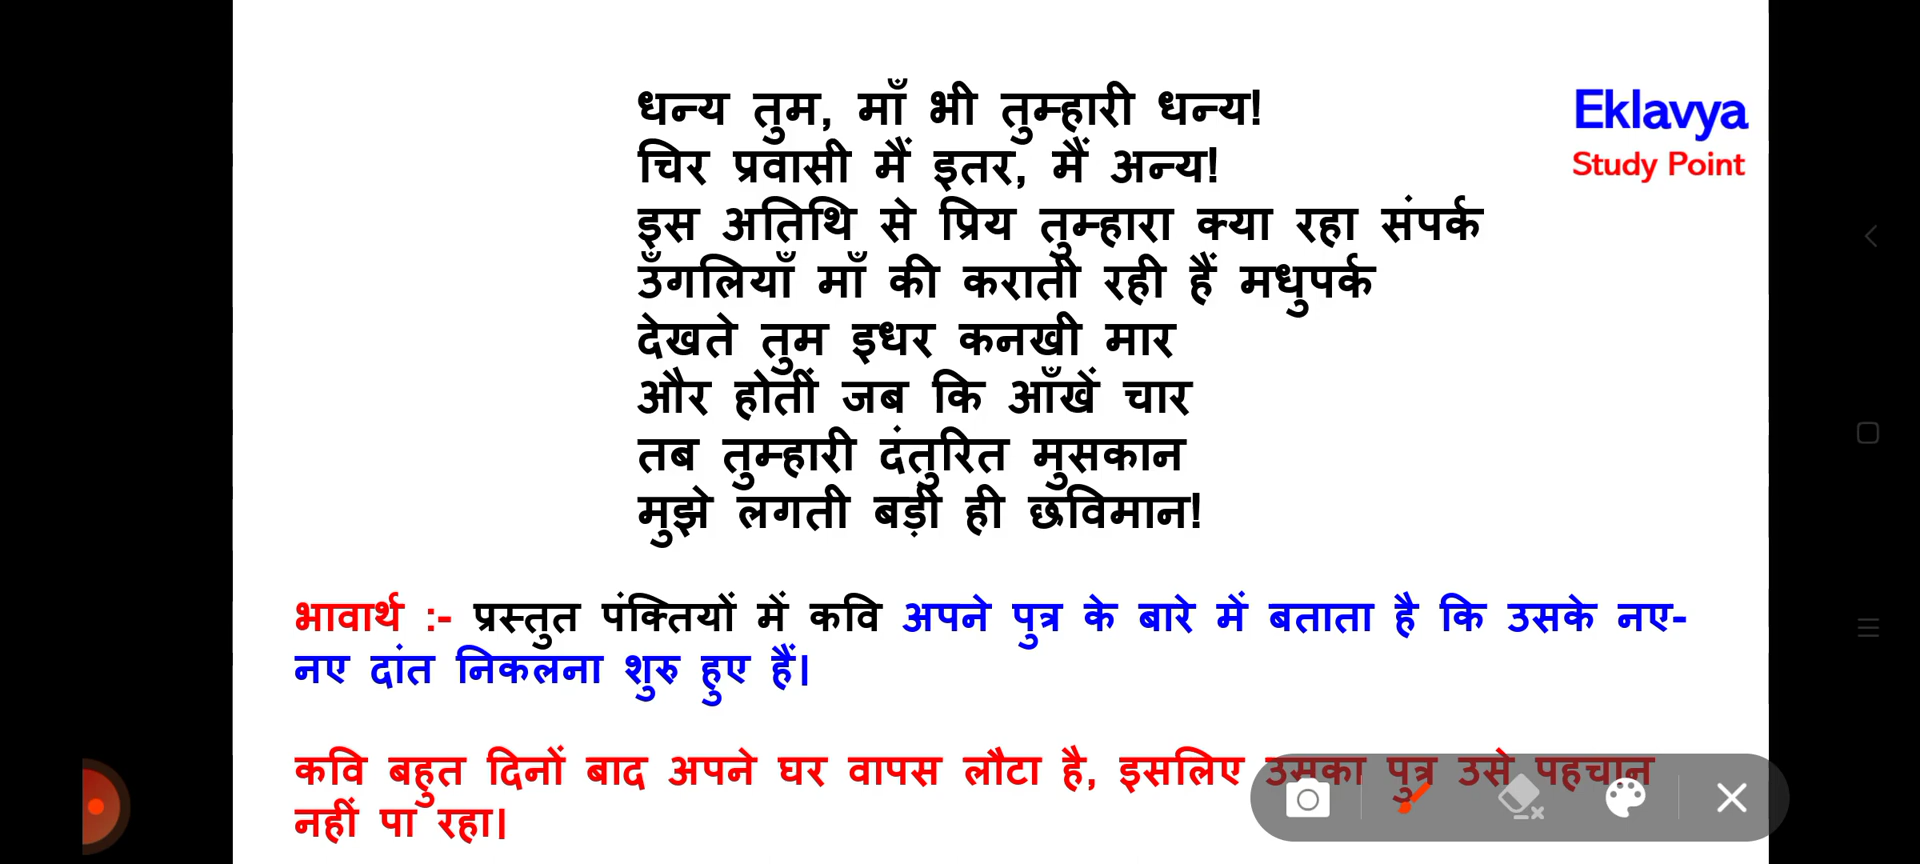 धन्य तुम, माँ भी तुम्हारी धन्य!
चिर प्रवासी मैं इतर, मैं अन्य!
इस अतिथि से प्रिय तुम्हारा क्या रहा संपर्क
उँगलियाँ माँ की कराती रही हैं मधुपर्क
देखते तुम इधर कनखी मार
और होतीं जब कि आँखें चार
तब तुम्हारी दंतुरित मुसकान
मुझे लगती बड़ी ही छविमान!
Eklavya
Study Point
भावार्थ :- प्रस्तुत पंक्तियों में कवि अपने पुत्र के बारे में बताता है कि उसके नए-
नए दांत निकलना शुरु हुए हैं।
कवि बहुत दिनों बाद अपने घर वापस लौटा है, इसलिए उसका पुत्र उसे पहचान
नहीं पा रहा।